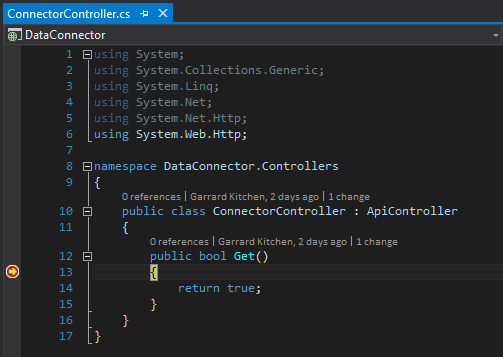 ConnectorController.cs
DataConnector
1 using System;
2 using System.Collections.Generic;
3 using System.Linq;
4 using System.Net;
5 using System.Net.Http;
6 using System.Web.Http;
7
8 namespace DataConnector.Controllers
9 {
0 references | Garrard Kitchen, 2 days ago | 1 change
10 public class ConnectorController : ApiController
11 {
0 references | Garrard Kitchen, 2 days ago | 1 change
12 public bool Get()
13 {
14 return true;
15 }
16 }
17 }